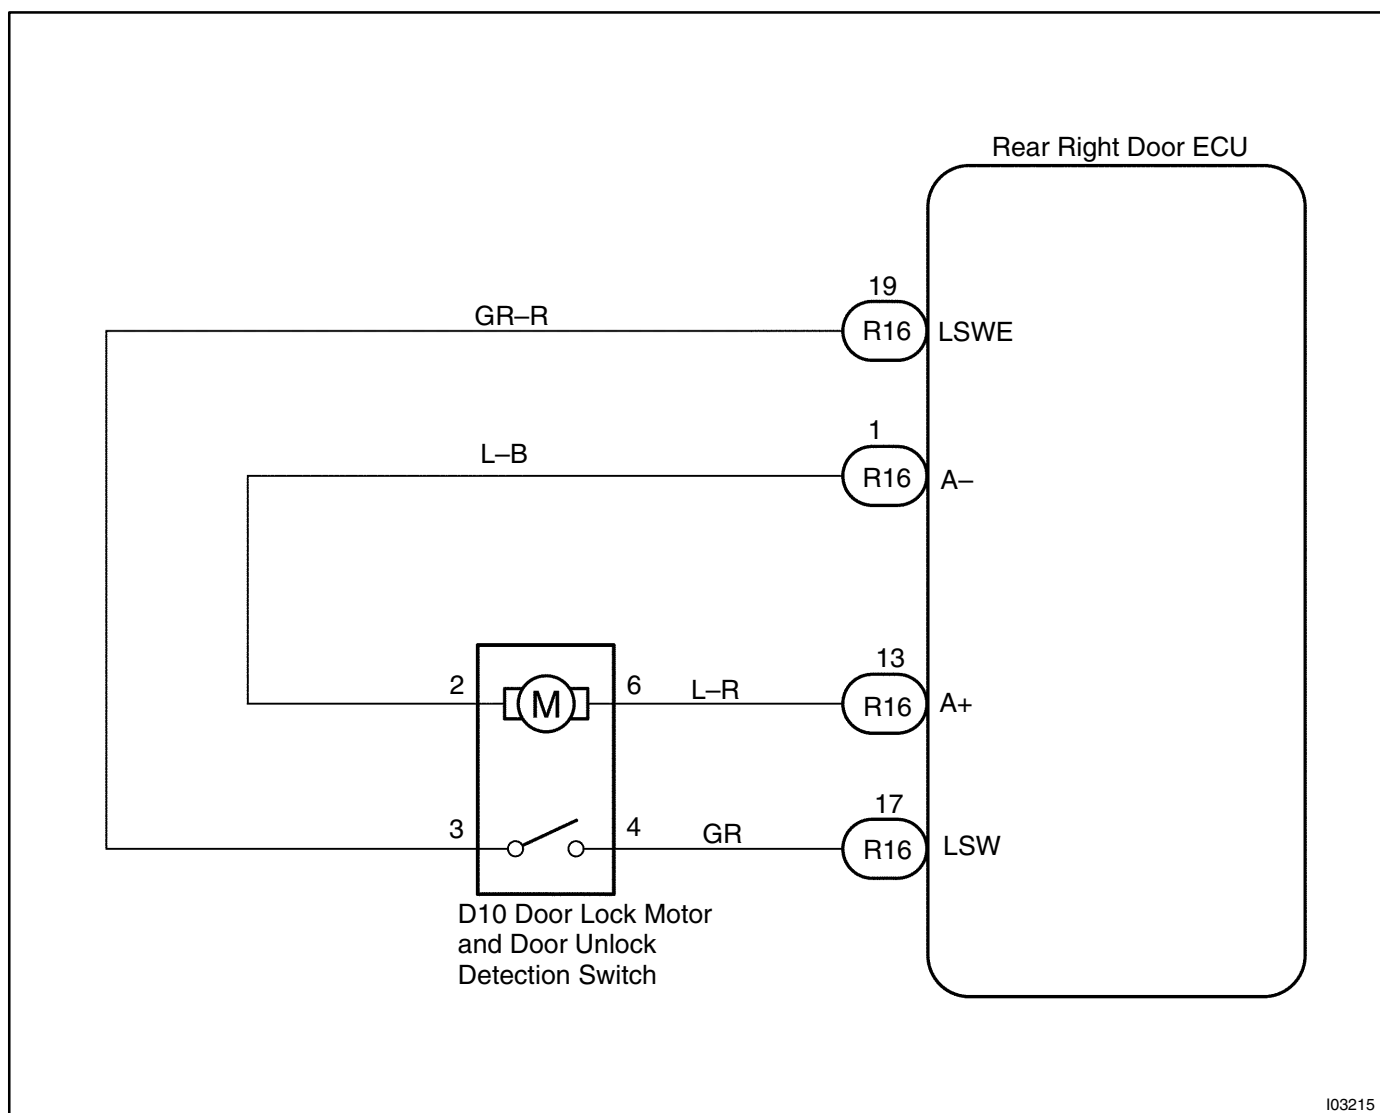 Rear Right Door ECU
19
GR–R
R16
LSWE
1
L–B
R16
A–
13
2
M
6
L–R
R16
A+
17
3
4
GR
R16
LSW
D10 Door Lock Motor
and Door Unlock
Detection Switch
I03215